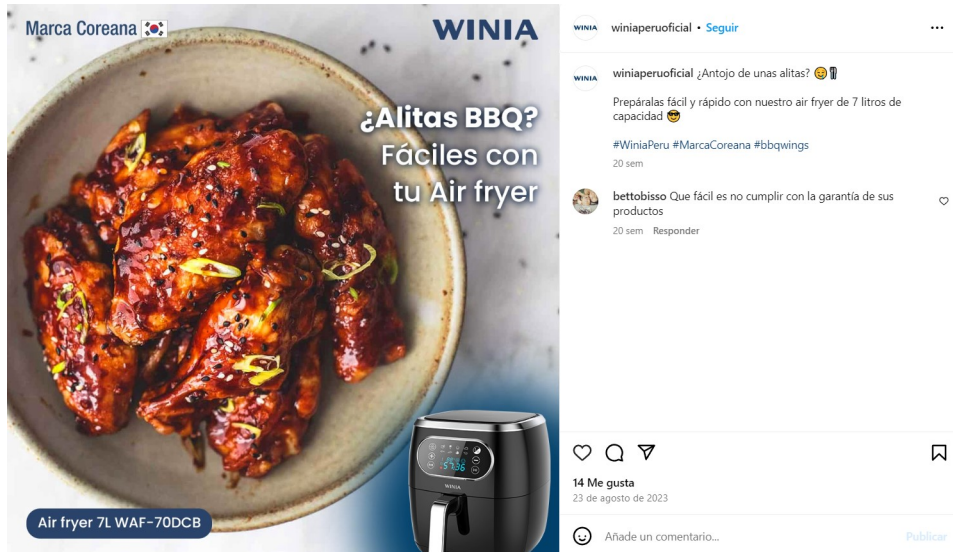 Marca Coreana 🇰🇷
WINIA
¿Alitas BBQ?
Fáciles con
tu Air fryer
57:36
WINIA
Air fryer 7L WAF-70DCB
WINIA
winiaperuoficial • Seguir
WINIA
winiaperuoficial ¿Antojo de unas alitas? 😋🍴
Prepáralas fácil y rápido con nuestro air fryer de 7 litros de
capacidad 😎
#WiniaPeru #MarcaCoreana #bbqwings
20 sem
bettobisso Que fácil es no cumplir con la garantía de sus
productos
20 sem Responder
14 Me gusta
23 de agosto de 2023
Añade un comentario...
Publicar